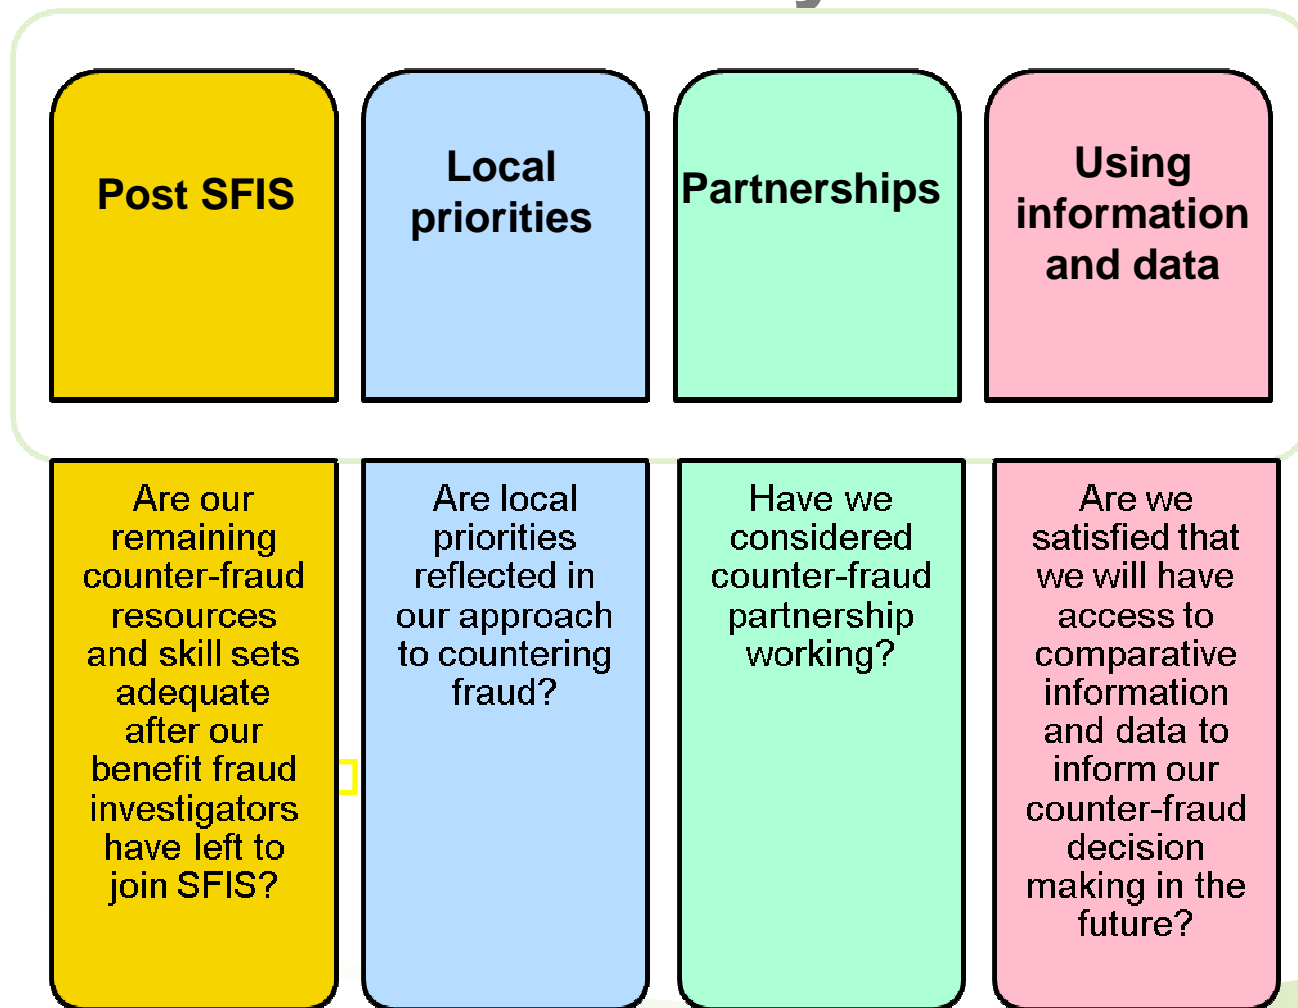 Post SFIS
Local
priorities
Partnerships
Using
information
and data
Are our
remaining
counter-fraud
resources
and skill sets
adequate
after our
benefit fraud
investigators
have left to
join SFIS?
Are local
priorities
reflected in
our approach
to countering
fraud?
Have we
considered
counter-fraud
partnership
working?
Are we
satisfied that
we will have
access to
comparative
information
and data to
inform our
counter-fraud
decision
making in the
future?